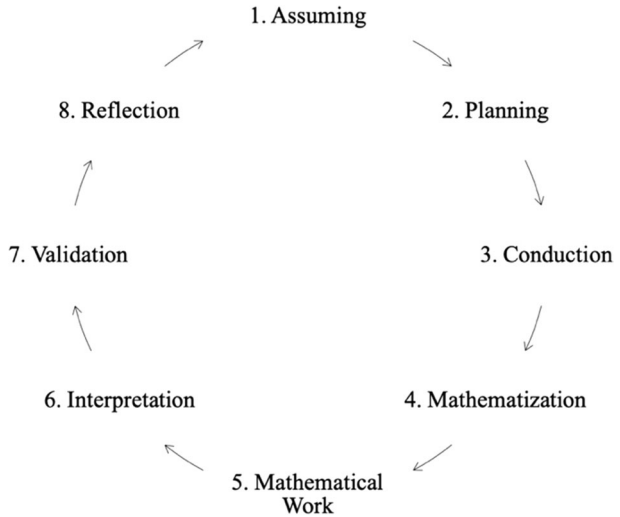 1. Assuming
2. Planning
3. Conduction
4. Mathematization
5. Mathematical
Work
6. Interpretation
7. Validation
8. Reflection